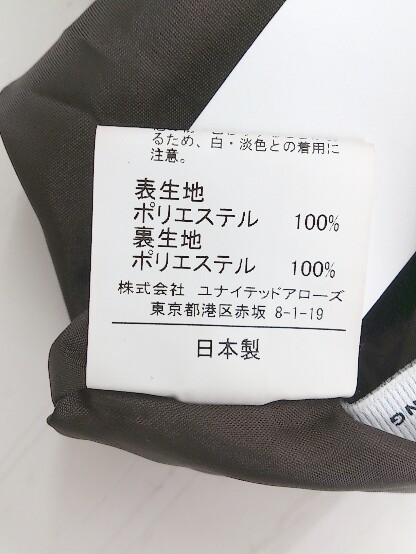 るため、白・淡色との着用に
注意。
表生地
ポリエステル 100%
裏生地
ポリエステル 100%
株式会社 ユナイテッドアローズ
東京都港区赤坂 8-1-19
日本製
NG